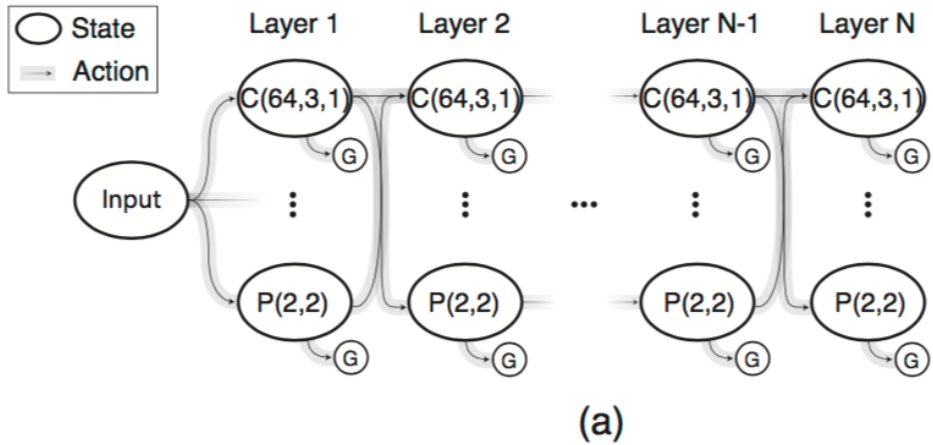 State
Action
Layer 1 Layer 2 Layer N-1 Layer N
C(64,3,1) C(64,3,1) C(64,3,1) C(64,3,1)
G G G G
Input
P(2,2) P(2,2) P(2,2) P(2,2)
G G G G
(a)